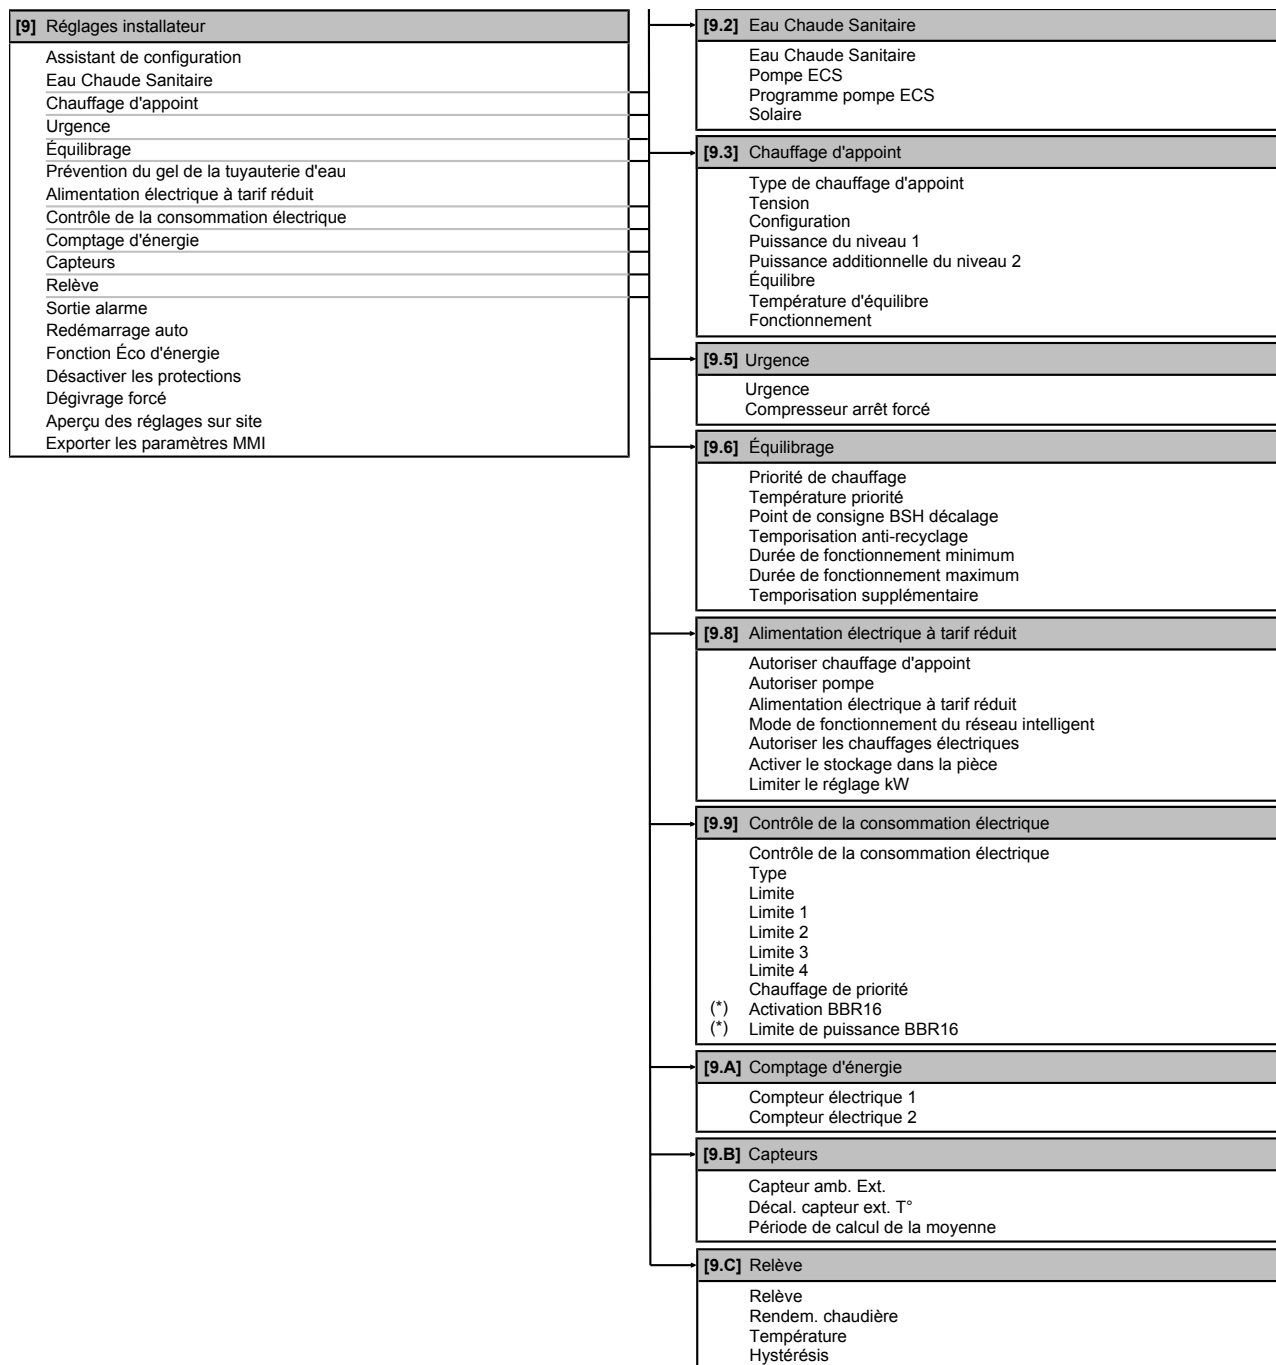 [9] Réglages installateur
Assistant de configuration
Eau Chaude Sanitaire
Chauffage d'appoint
Urgence
Équilibrage
Prévention du gel de la tuyauterie d'eau
Alimentation électrique à tarif réduit
Contrôle de la consommation électrique
Comptage d'énergie
Capteurs
Relève
Sortie alarme
Redémarrage auto
Fonction Éco d'énergie
Désactiver les protections
Dégivrage forcé
Aperçu des réglages sur site
Exporter les paramètres MMI
[9.2] Eau Chaude Sanitaire
Eau Chaude Sanitaire
Pompe ECS
Programme pompe ECS
Solaire
[9.3] Chauffage d'appoint
Type de chauffage d'appoint
Tension
Configuration
Puissance du niveau 1
Puissance additionnelle du niveau 2
Équilibre
Température d'équilibre
Fonctionnement
[9.5] Urgence
Urgence
Compresseur arrêt forcé
[9.6] Équilibrage
Priorité de chauffage
Température priorité
Point de consigne BSH décalage
Temporisation anti-recyclage
Durée de fonctionnement minimum
Durée de fonctionnement maximum
Temporisation supplémentaire
[9.8] Alimentation électrique à tarif réduit
Autoriser chauffage d'appoint
Autoriser pompe
Alimentation électrique à tarif réduit
Mode de fonctionnement du réseau intelligent
Autoriser les chauffages électriques
Activer le stockage dans la pièce
Limiter le réglage kW
[9.9] Contrôle de la consommation électrique
Contrôle de la consommation électrique
Type
Limite
Limite 1
Limite 2
Limite 3
Limite 4
Chauffage de priorité
(*) Activation BBR16
(*) Limite de puissance BBR16
[9.A] Comptage d'énergie
Compteur électrique 1
Compteur électrique 2
[9.B] Capteurs
Capteur amb. Ext.
Décal. capteur ext. T°
Période de calcul de la moyenne
[9.C] Relève
Relève
Rendem. chaudière
Température
Hystérésis